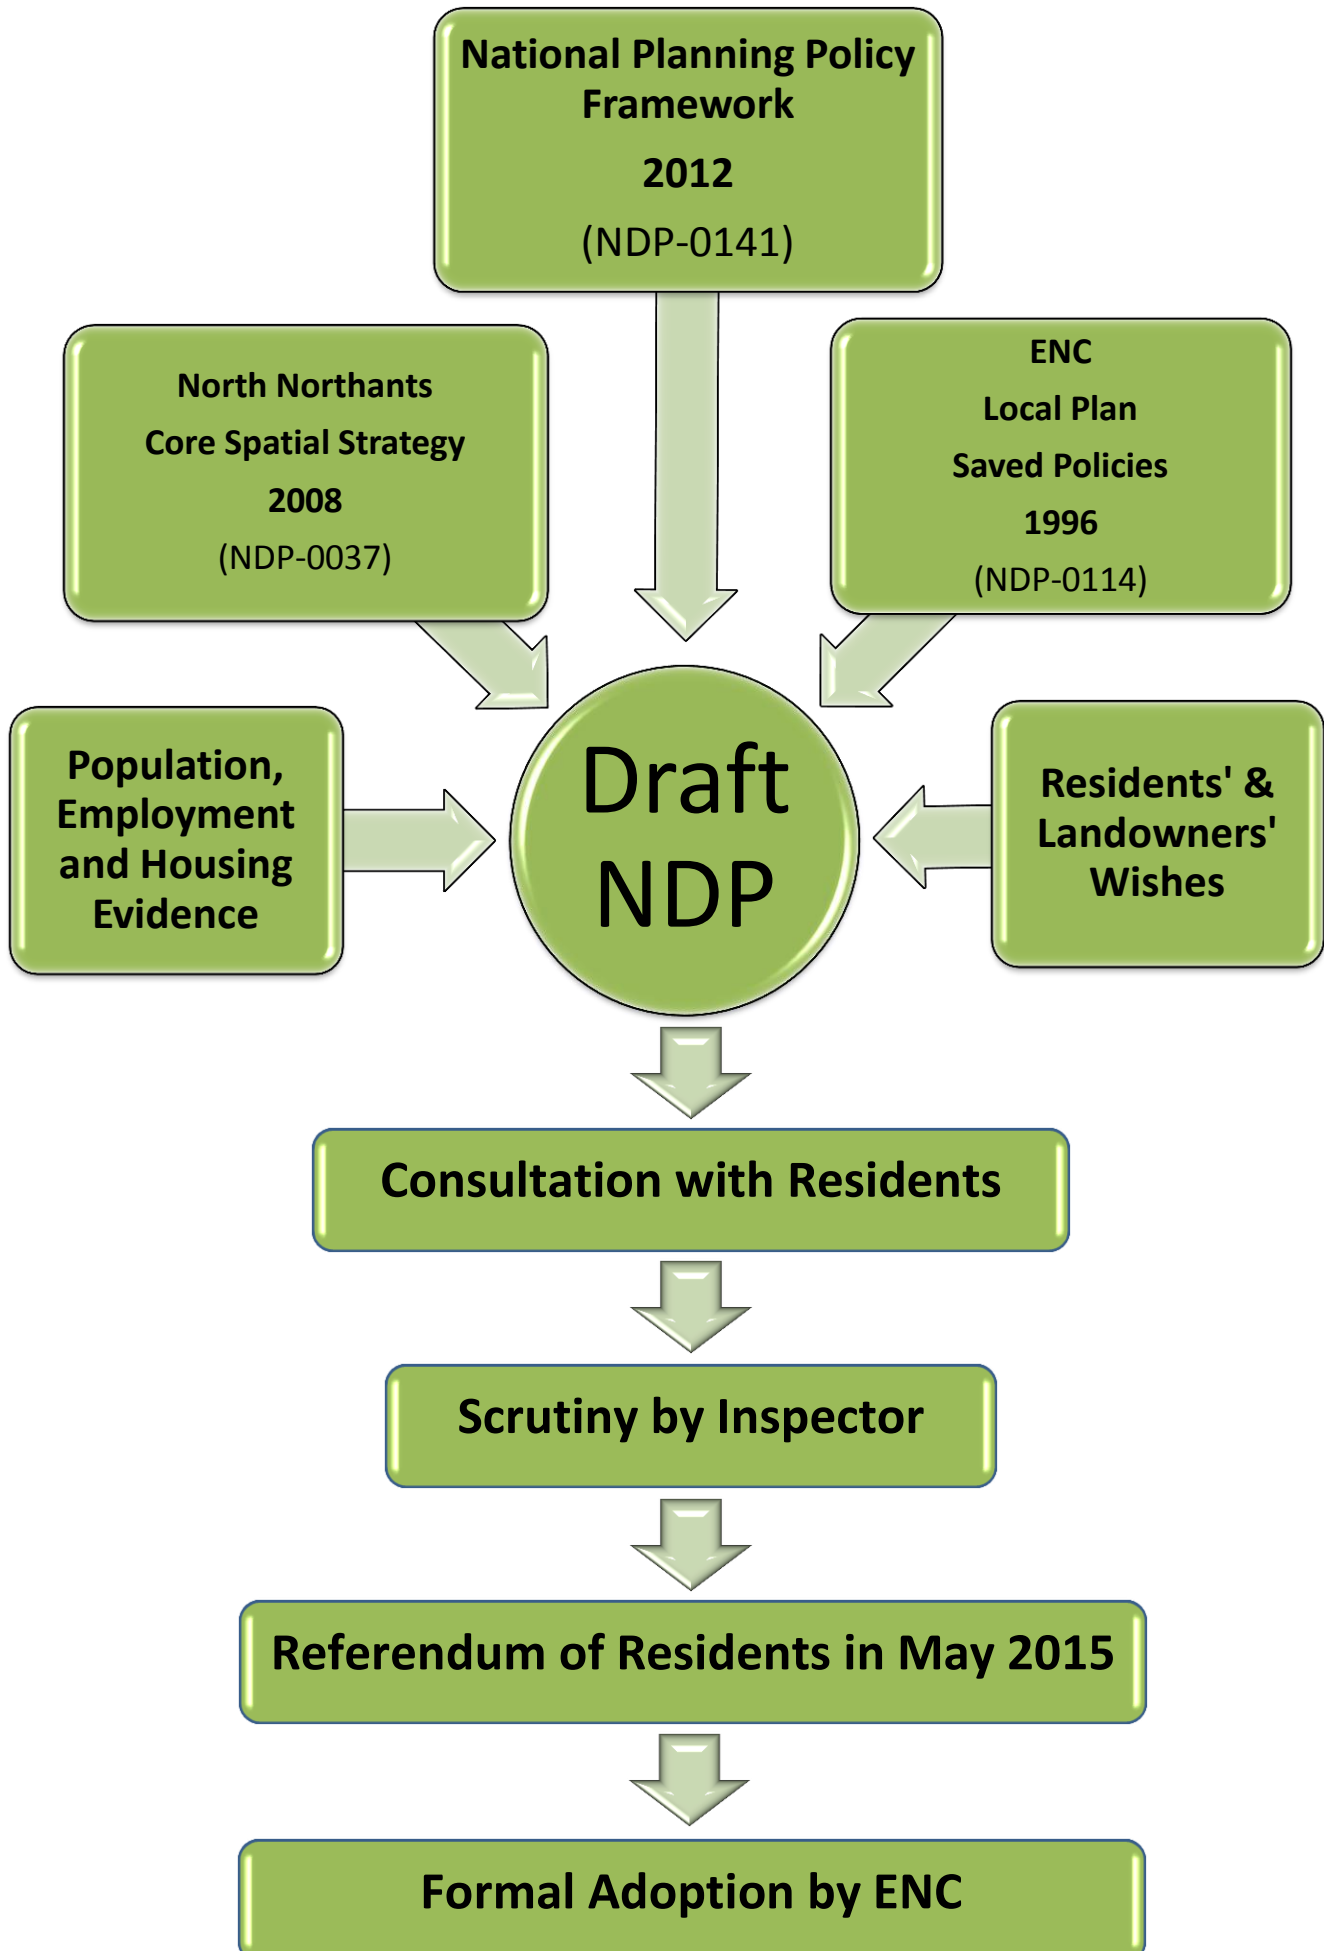 National Planning Policy
Framework
2012
(NDP-0141)
North Northants
Core Spatial Strategy
2008
(NDP-0037)
ENC
Local Plan
Saved Policies
1996
(NDP-0114)
Population,
Employment
and Housing
Evidence
Draft
NDP
Residents' &
Landowners'
Wishes
Consultation with Residents
Scrutiny by Inspector
Referendum of Residents in May 2015
Formal Adoption by ENC